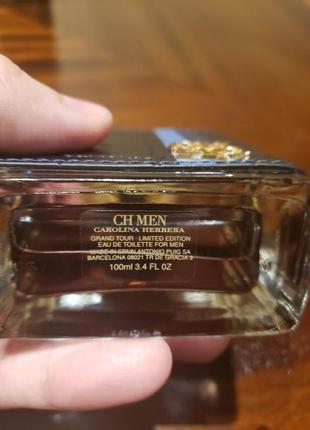 CH MEN
CAROLINA HERRERA
GRAND TOUR - LIMITED EDITION
EAU DE TOILETTE FOR MEN
MADE IN SPAIN ANTONIO PUIG SA
BARCELONA 08021 TR DE GRACIA 9
100ml 3.4 FL OZ